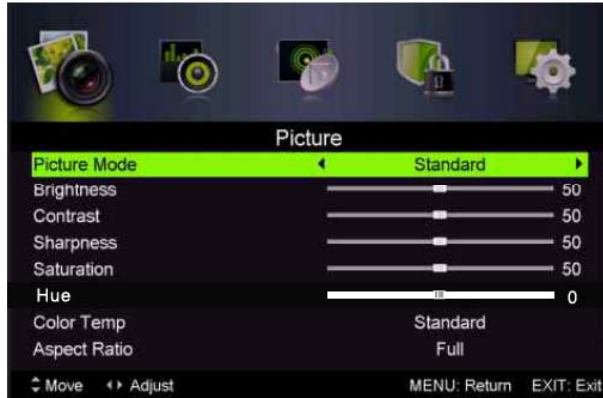 Picture
Picture Mode Standard
Brightness 50
Contrast 50
Sharpness 50
Saturation 50
Hue 0
Color Temp Standard
Aspect Ratio Full
Move Adjust MENU: Return EXIT: Exit